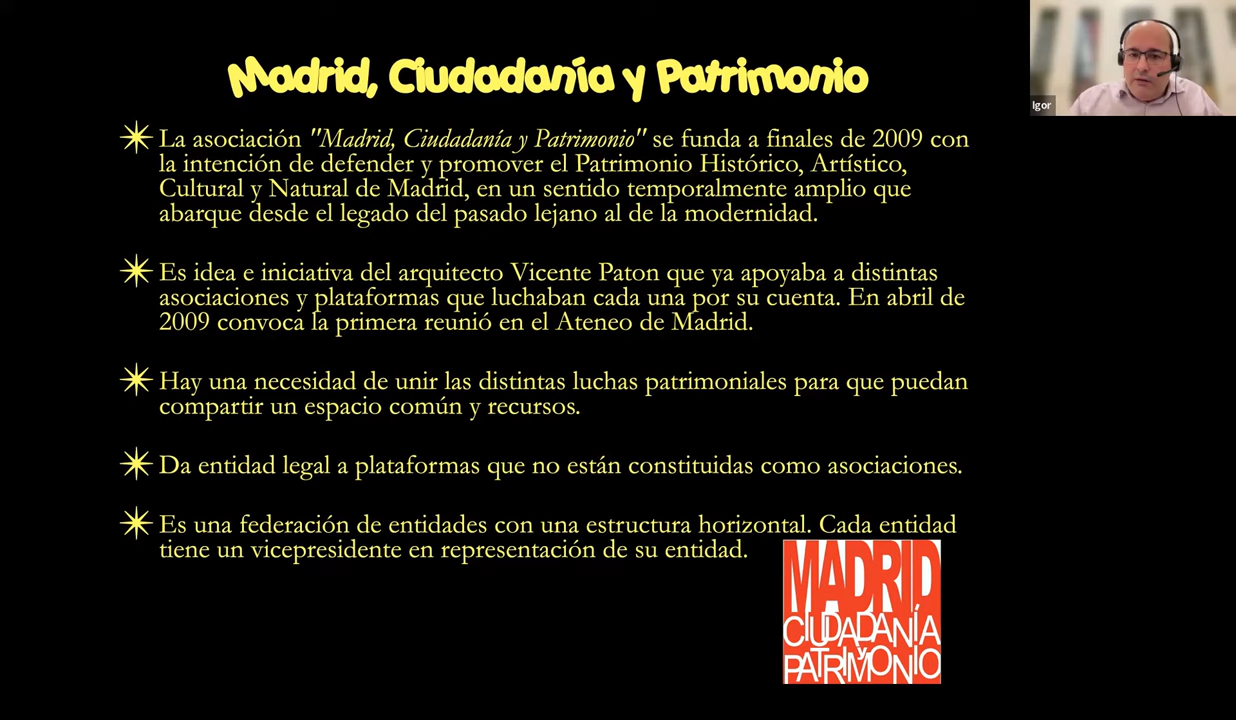 Madrid, Ciudadanía y Patrimonio
La asociación "Madrid, Ciudadanía y Patrimonio" se funda a finales de 2009 con
la intención de defender y promover el Patrimonio Histórico, Artístico,
Cultural y Natural de Madrid, en un sentido temporalmente amplio que
abarque desde el legado del pasado lejano al de la modernidad.
Es idea e iniciativa del arquitecto Vicente Paton que ya apoyaba a distintas
asociaciones y plataformas que luchaban cada una por su cuenta. En abril de
2009 convoca la primera reunió en el Ateneo de Madrid.
Hay una necesidad de unir las distintas luchas patrimoniales para que puedan
compartir un espacio común y recursos.
Da entidad legal a plataformas que no están constituidas como asociaciones.
Es una federación de entidades con una estructura horizontal. Cada entidad
tiene un vicepresidente en representación de su entidad.
MADRID
CIUDADANÍA
y
PATRIMONIO
Igor